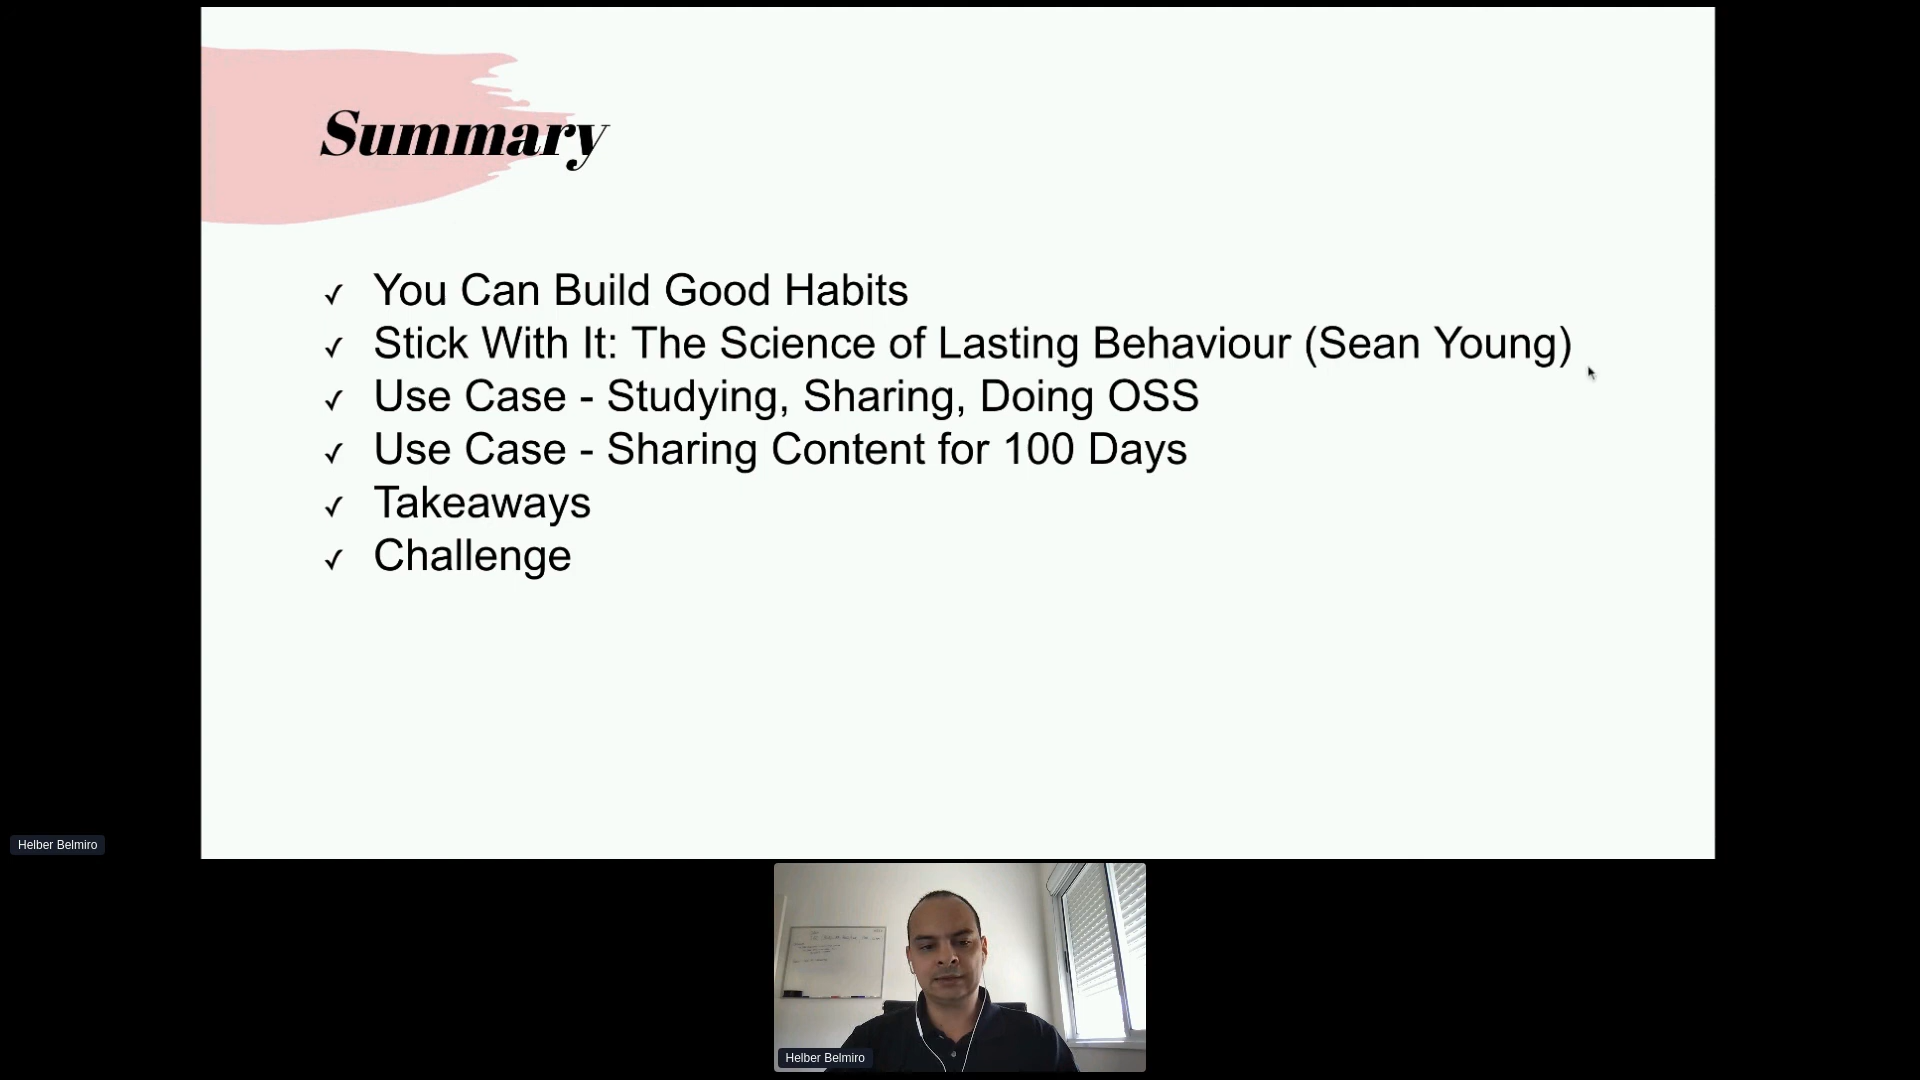 Summary
✓ You Can Build Good Habits
✓ Stick With It: The Science of Lasting Behaviour (Sean Young)
✓ Use Case - Studying, Sharing, Doing OSS
✓ Use Case - Sharing Content for 100 Days
✓ Takeaways
✓ Challenge
Helber Belmiro
Helber Belmiro